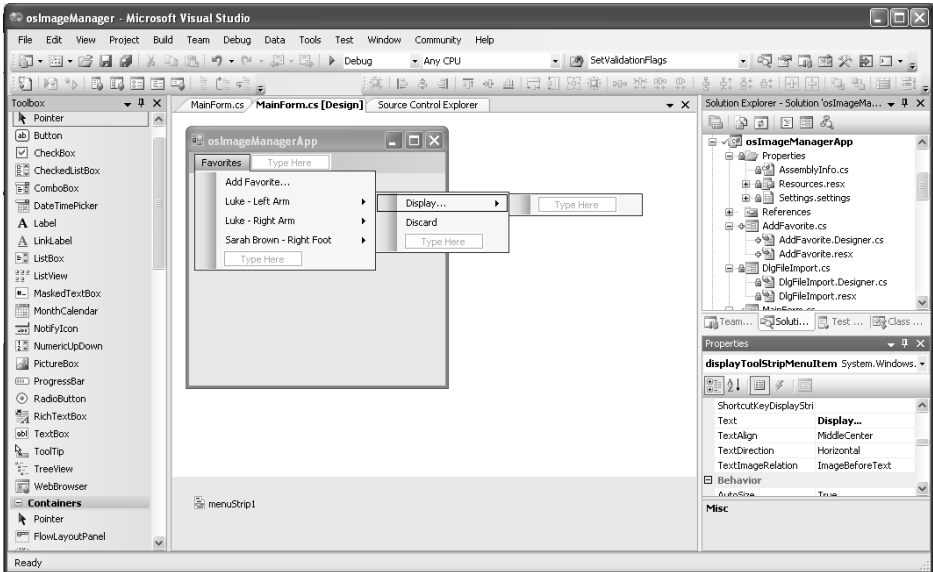 osImageManager - Microsoft Visual Studio
File Edit View Project Build Team Debug Data Tools Test Window Community Help
Debug Any CPU SetValidationFlags
Toolbox
Pointer
Button
CheckBox
CheckedListBox
ComboBox
DateTimePicker
A Label
A LinkLabel
ListBox
ListView
MaskedTextBox
MonthCalendar
NotifyIcon
NumericUpDown
PictureBox
ProgressBar
RadioButton
RichTextBox
TextBox
ToolTip
TreeView
WebBrowser
Containers
Pointer
FlowLayoutPanel
MainForm.cs MainForm.cs [Design] Source Control Explorer
osImageManagerApp
Favorites Type Here
Add Favorite...
Luke - Left Arm
Luke - Right Arm
Sarah Brown - Right Foot
Type Here
Display...
Discard
Type Here
Type Here
menuStrip1
Solution Explorer - Solution 'osImageMa...
osImageManagerApp
Properties
AssemblyInfo.cs
Resources.resx
Settings.settings
References
AddFavorite.cs
AddFavorite.Designer.cs
AddFavorite.resx
DlgFileImport.cs
DlgFileImport.Designer.cs
DlgFileImport.resx
MainForm.cs
Team... Soluti... Test ... Class ...
Properties
displayToolStripMenuItem System.Windows.
ShortcutKeyDisplayStri
Text Display...
TextAlign MiddleCenter
TextDirection Horizontal
TextImageRelation ImageBeforeText
Behavior
AutoSize True
Misc
Ready